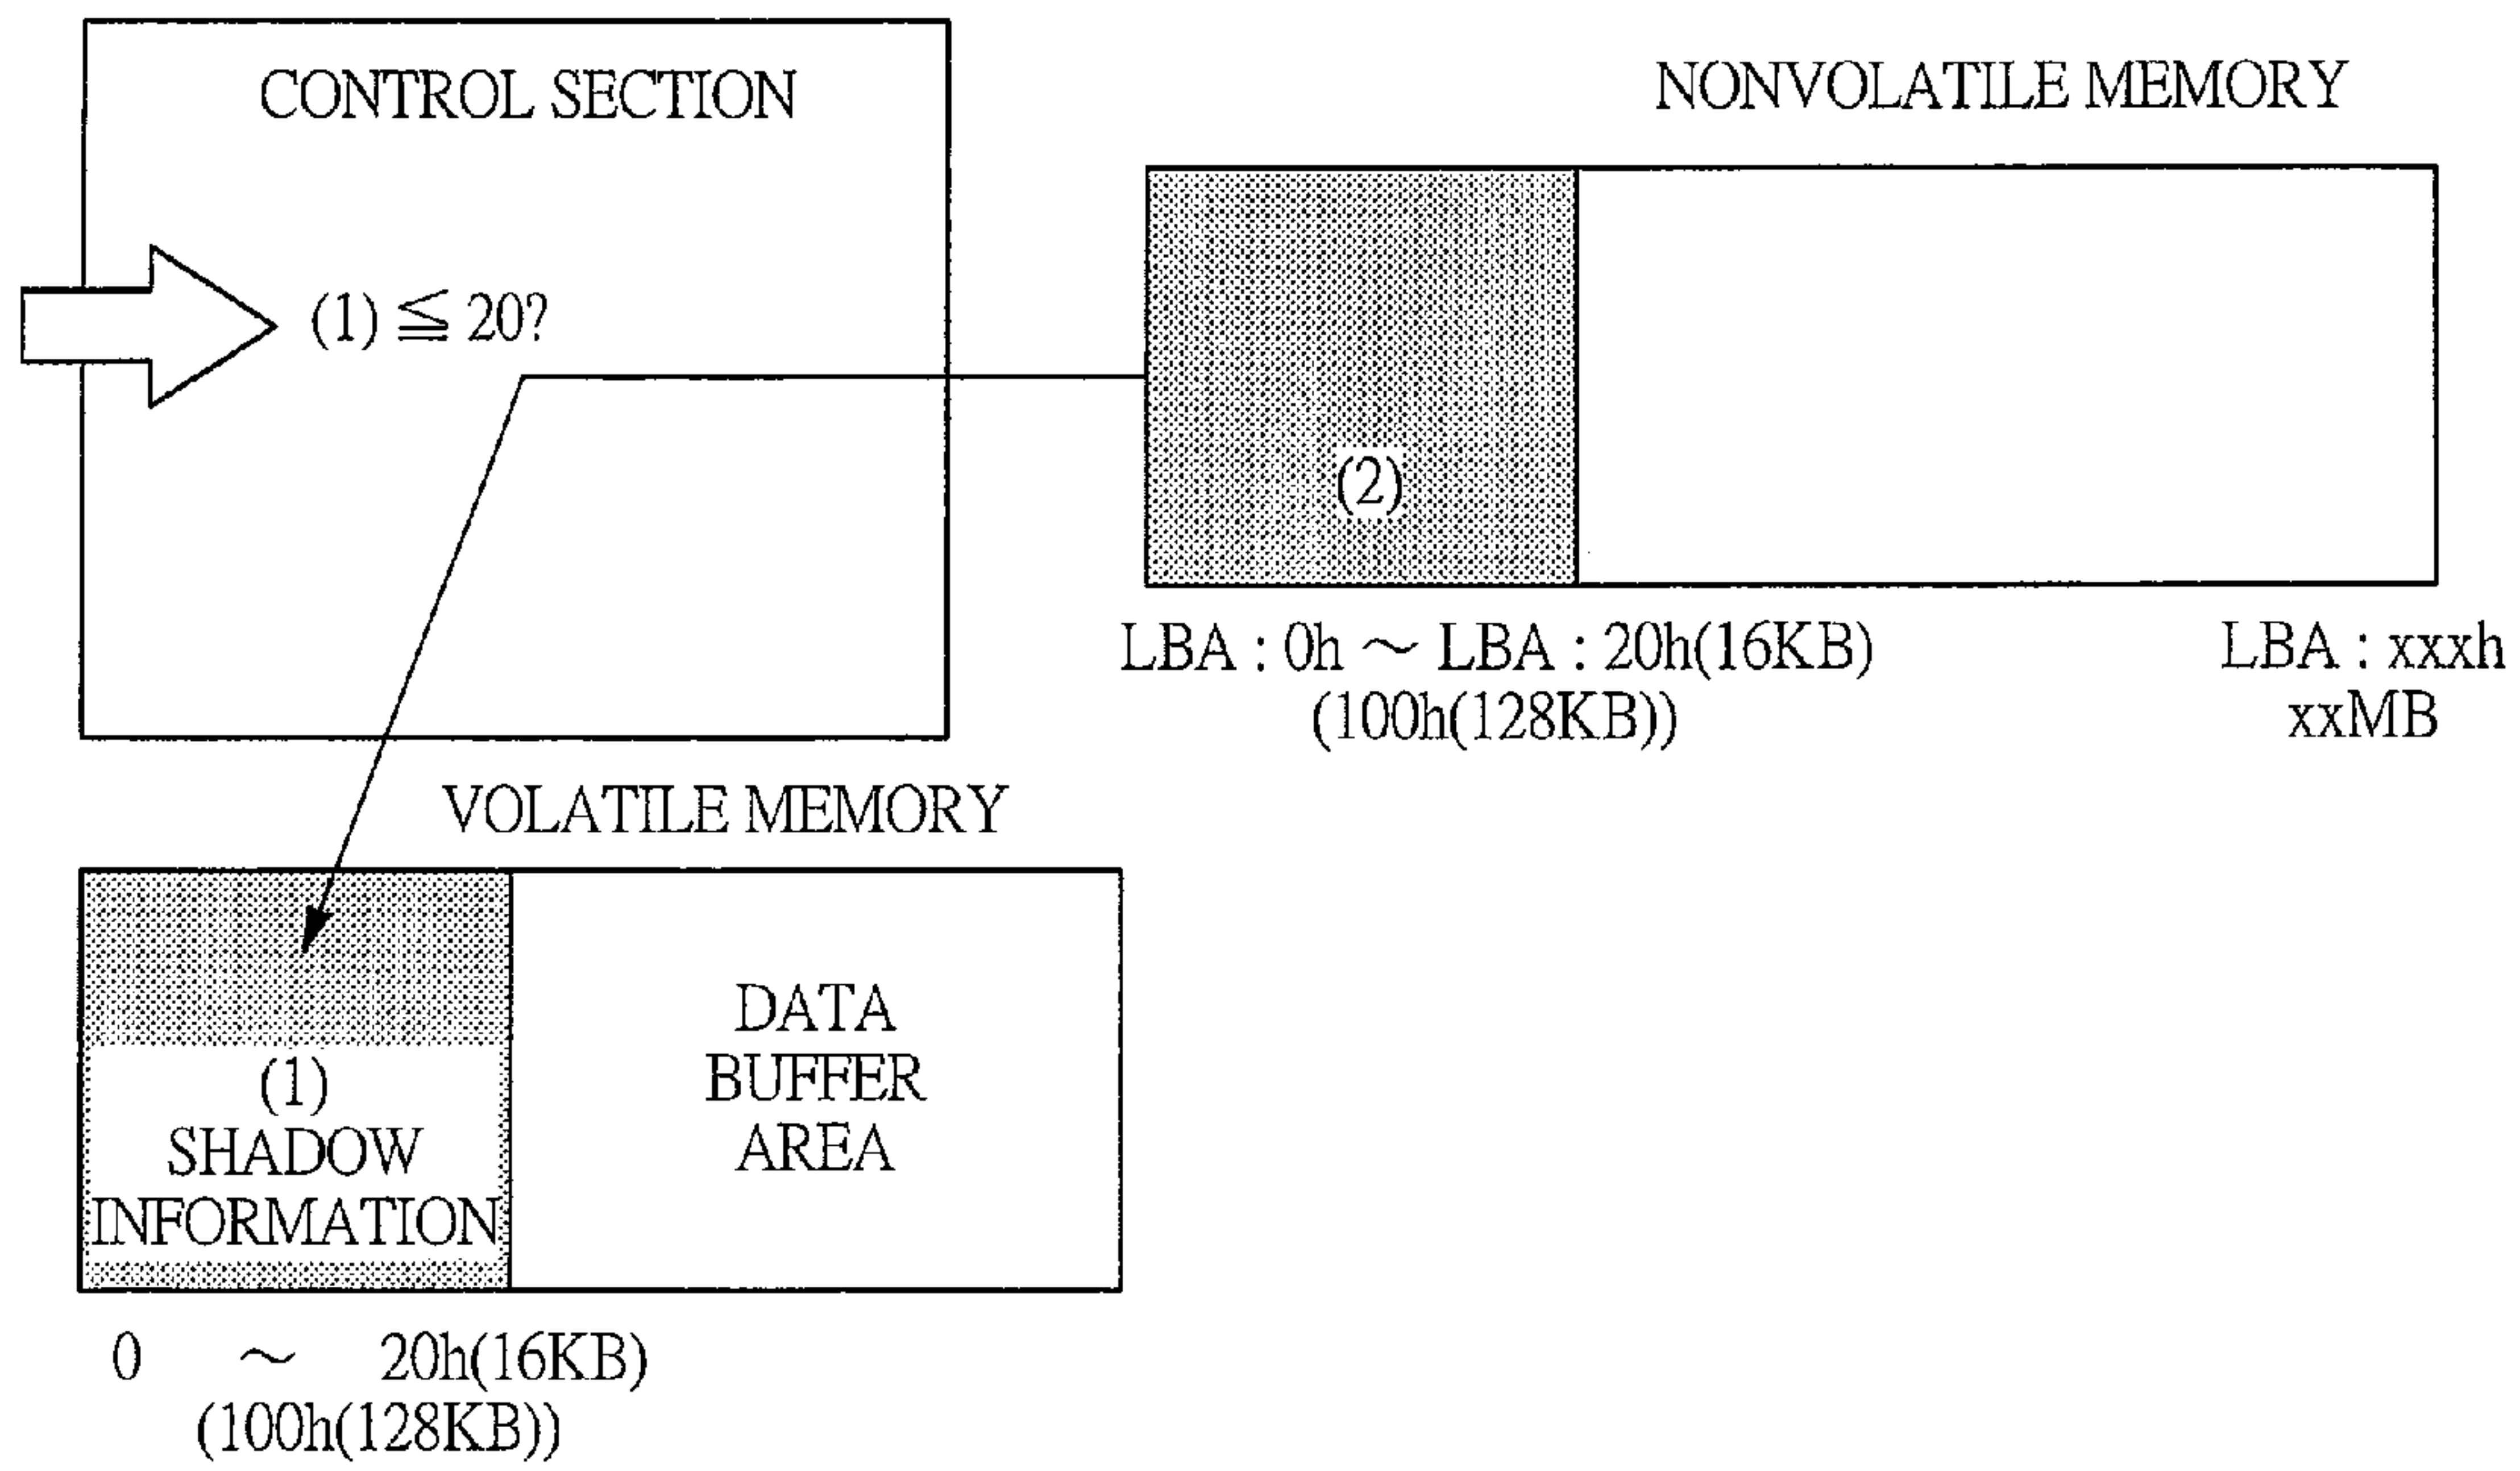 CONTROL SECTION
(1) ≦ 20?
NONVOLATILE MEMORY
(2)
LBA : 0h ～ LBA : 20h(16KB)
(100h(128KB))
LBA : xxxh
xxMB
VOLATILE MEMORY
(1)
SHADOW
INFORMATION
DATA
BUFFER
AREA
0 ～ 20h(16KB)
(100h(128KB))